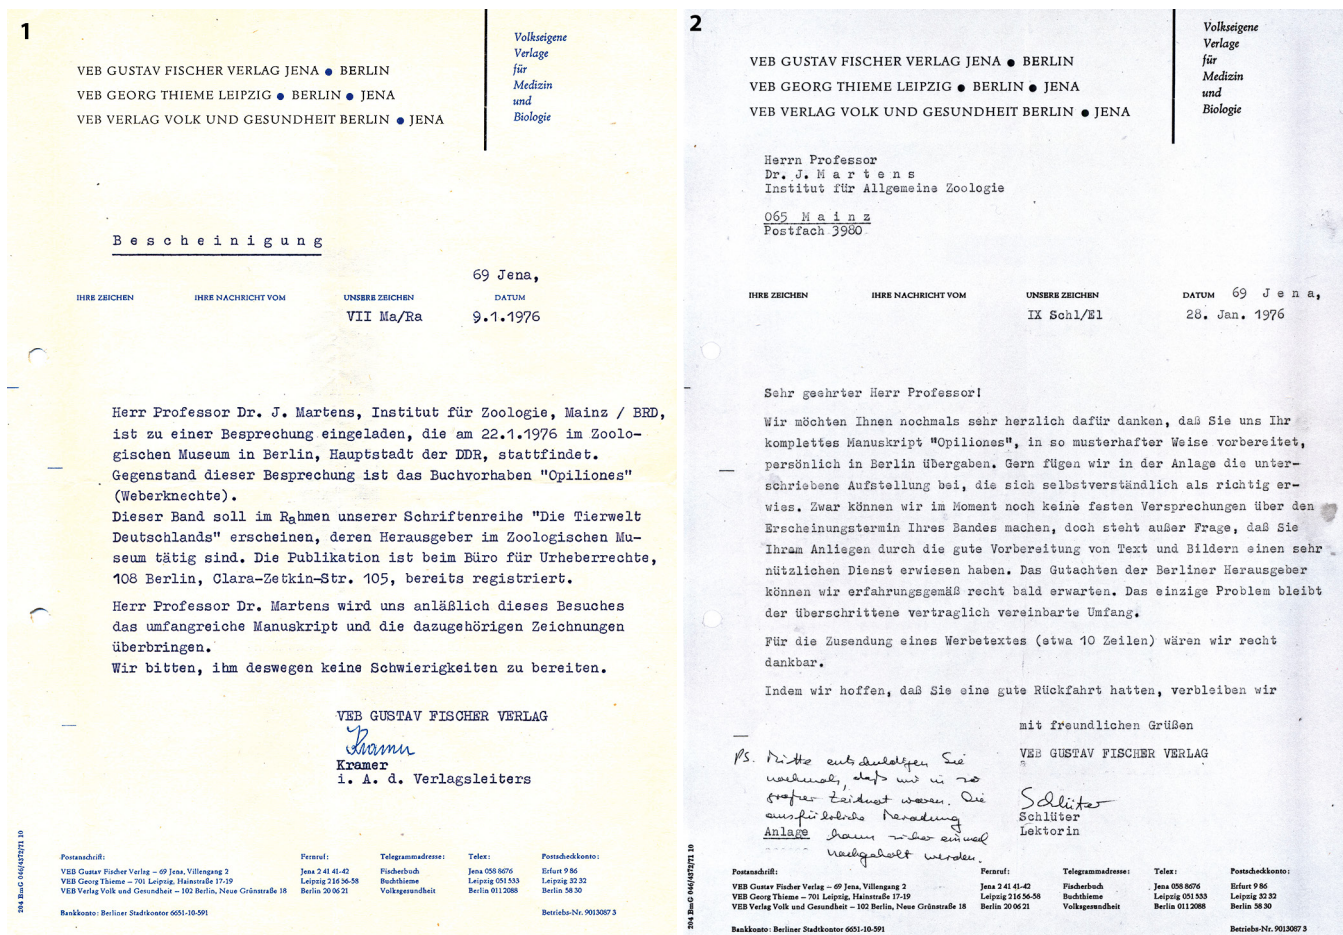 1
VEB GUSTAV FISCHER VERLAG JENA ● BERLIN
VEB GEORG THIEME LEIPZIG ● BERLIN ● JENA
VEB VERLAG VOLK UND GESUNDHEIT BERLIN ● JENA
Volkseigene
Verlage
für
Medizin
und
Biologie
B e s c h e i n i g u n g
69 Jena,
IHRE ZEICHEN IHRE NACHRICHT VOM UNSERE ZEICHEN DATUM
VII Ma/Ra 9.1.1976
Herr Professor Dr. J. Martens, Institut für Zoologie, Mainz / BRD,
ist zu einer Besprechung eingeladen, die am 22.1.1976 im Zoolo-
gischen Museum in Berlin, Hauptstadt der DDR, stattfindet.
Gegenstand dieser Besprechung ist das Buchvorhaben "Opiliones"
(Weberknechte).
Dieser Band soll im Rahmen unserer Schriftenreihe "Die Tierwelt
Deutschlands" erscheinen, deren Herausgeber im Zoologischen Mu-
seum tätig sind. Die Publikation ist beim Büro für Urheberrechte,
108 Berlin, Clara-Zetkin-Str. 105, bereits registriert.
Herr Professor Dr. Martens wird uns anläßlich dieses Besuches
das umfangreiche Manuskript und die dazugehörigen Zeichnungen
überbringen.
Wir bitten, ihm deswegen keine Schwierigkeiten zu bereiten.
VEB GUSTAV FISCHER VERLAG
Kramer
Kramer
i. A. d. Verlagsleiters
204 BmG 046/4372/71 10
Postanschrift: Fernruf: Telegrammadresse: Telex: Postscheckkonto:
VEB Gustav Fischer Verlag – 69 Jena, Villengang 2 Jena 2 41 41-42 Fischerbuch Jena 058 8676 Erfurt 9 86
VEB Georg Thieme – 701 Leipzig, Hainstraße 17-19 Leipzig 2 16 56-58 Buchthieme Leipzig 051 533 Leipzig 32 32
VEB Verlag Volk und Gesundheit – 102 Berlin, Neue Grünstraße 18 Berlin 20 06 21 Volksgesundheit Berlin 011 2088 Berlin 58 30
Bankkonto: Berliner Stadtkontor 6651-10-591 Betriebs-Nr. 9013087 3
2
VEB GUSTAV FISCHER VERLAG JENA ● BERLIN
VEB GEORG THIEME LEIPZIG ● BERLIN ● JENA
VEB VERLAG VOLK UND GESUNDHEIT BERLIN ● JENA
Volkseigene
Verlage
für
Medizin
und
Biologie
Herrn Professor
Dr. J. M a r t e n s
Institut für Allgemeine Zoologie
065 M a i n z
Postfach 3980
IHRE ZEICHEN IHRE NACHRICHT VOM UNSERE ZEICHEN DATUM 69 J e n a,
IX Schl/El 28. Jan. 1976
Sehr geehrter Herr Professor!
Wir möchten Ihnen nochmals sehr herzlich dafür danken, daß Sie uns Ihr
komplettes Manuskript "Opiliones", in so musterhafter Weise vorbereitet,
persönlich in Berlin übergaben. Gern fügen wir in der Anlage die unter-
schriebene Aufstellung bei, die sich selbstverständlich als richtig er-
wies. Zwar können wir im Moment noch keine festen Versprechungen über den
Erscheinungstermin Ihres Bandes machen, doch steht außer Frage, daß Sie
Ihrem Anliegen durch die gute Vorbereitung von Text und Bildern einen sehr
nützlichen Dienst erwiesen haben. Das Gutachten der Berliner Herausgeber
können wir erfahrungsgemäß recht bald erwarten. Das einzige Problem bleibt
der überschrittene vertraglich vereinbarte Umfang.
Für die Zusendung eines Werbetextes (etwa 10 Zeilen) wären wir recht
dankbar.
Indem wir hoffen, daß Sie eine gute Rückfahrt hatten, verbleiben wir
mit freundlichen Grüßen
VEB GUSTAV FISCHER VERLAG
Schlüter
Schlüter
Lektorin
PS. Bitte entschuldigen Sie
nochmals, daß wir in so
großer Zeitnot waren. Die
ausführliche
Anlage kann sicher einmal
nachgeholt werden.
204 BmG 046/4372/71 10
Postanschrift: Fernruf: Telegrammadresse: Telex: Postscheckkonto:
VEB Gustav Fischer Verlag – 69 Jena, Villengang 2 Jena 2 41 41-42 Fischerbuch Jena 058 8676 Erfurt 9 86
VEB Georg Thieme – 701 Leipzig, Hainstraße 17-19 Leipzig 2 16 56-58 Buchthieme Leipzig 051 533 Leipzig 32 32
VEB Verlag Volk und Gesundheit – 102 Berlin, Neue Grünstraße 18 Berlin 20 06 21 Volksgesundheit Berlin 011 2088 Berlin 58 30
Bankkonto: Berliner Stadtkontor 6651-10-591 Betriebs-Nr. 9013087 3